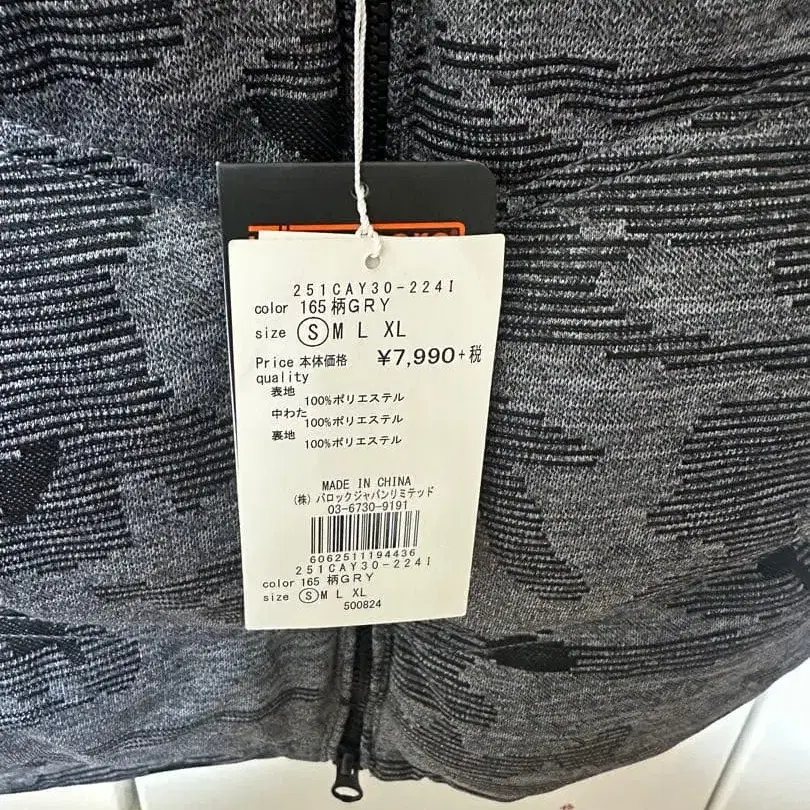 251CAY30-224I
color 165 柄GRY
size Ⓢ M L XL
Price 本体価格 ¥7,990+税
quality
表地 100%ポリエステル
中わた 100%ポリエステル
裏地 100%ポリエステル
MADE IN CHINA
(株) バロックジャパンリミテッド
03-6730-9191
6062511194436
251CAY30-224I
color 165 柄GRY
size Ⓢ M L XL
500824